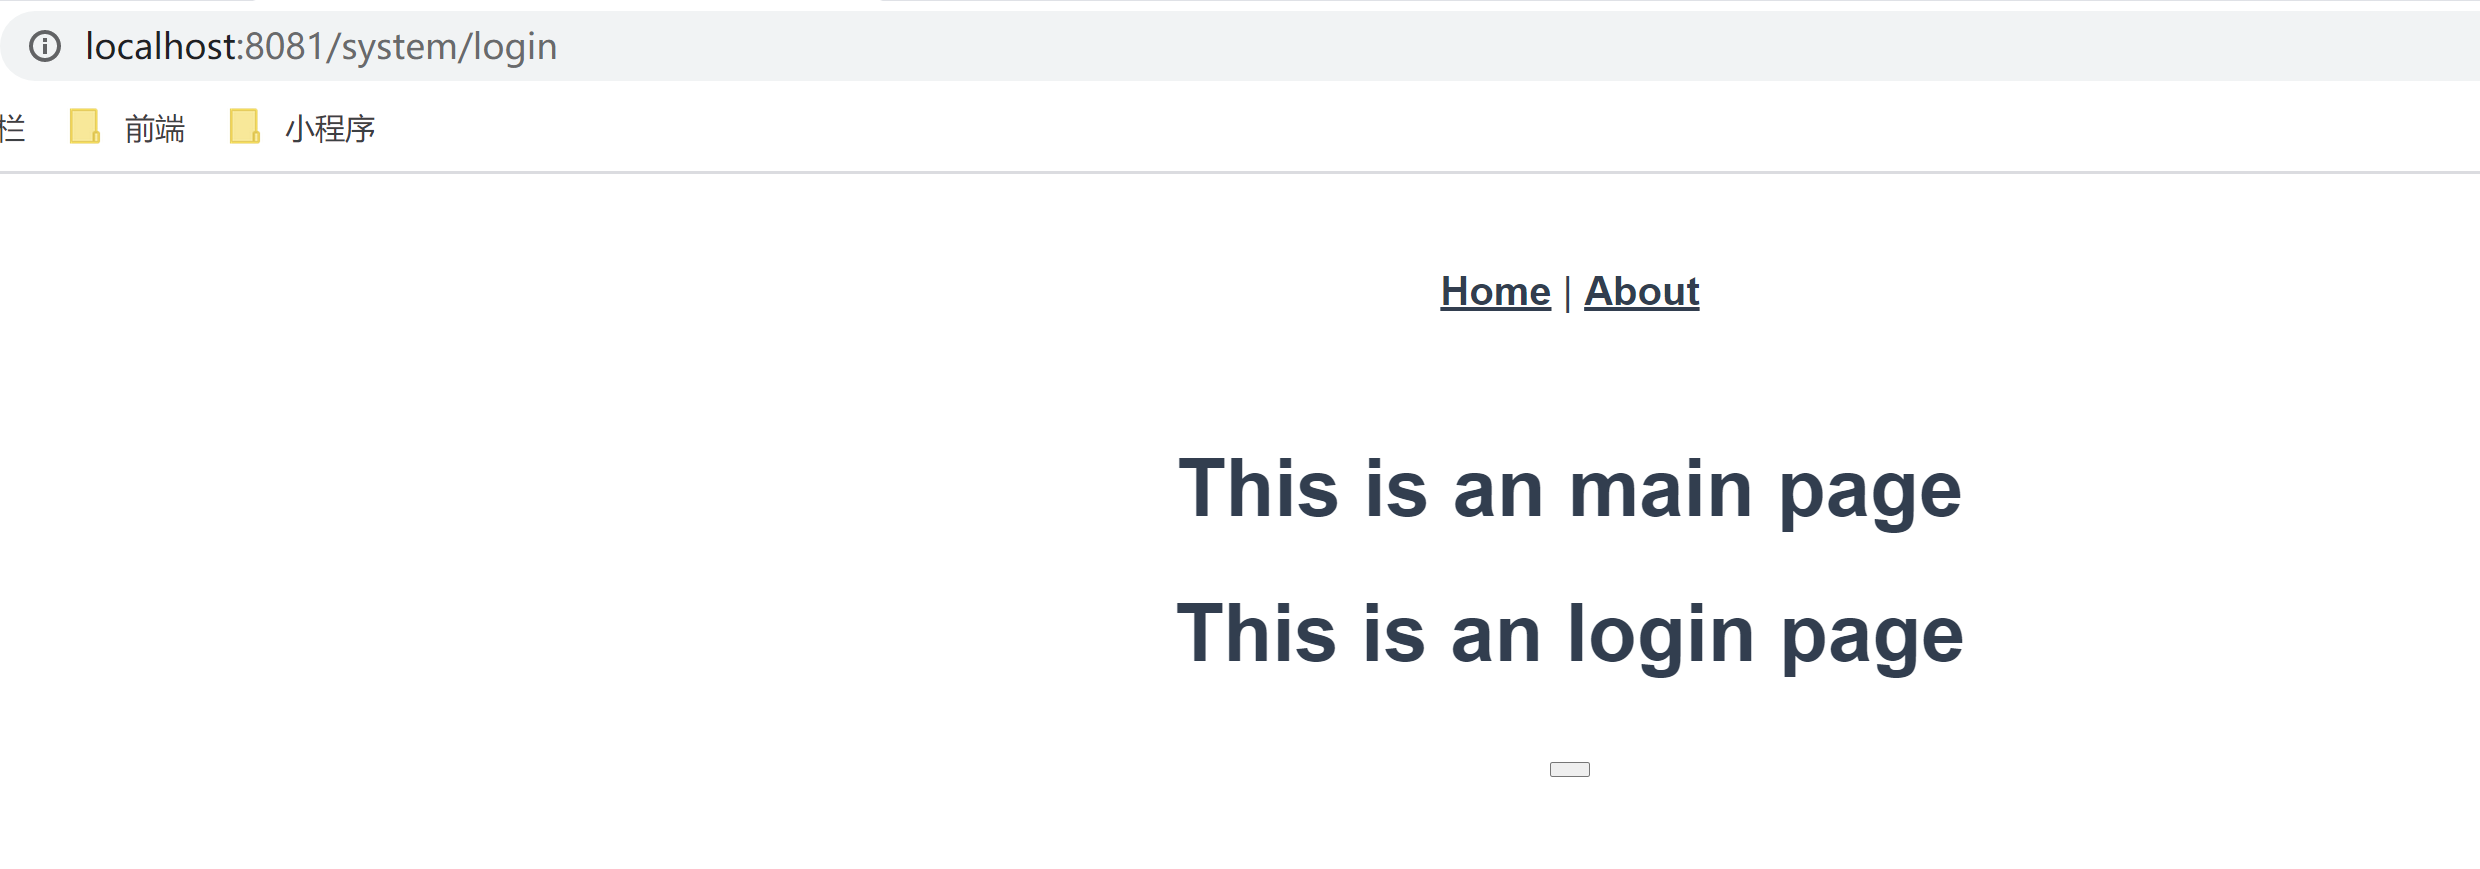 localhost:8081/system/login
栏 前端 小程序
Home | About
This is an main page
This is an login page